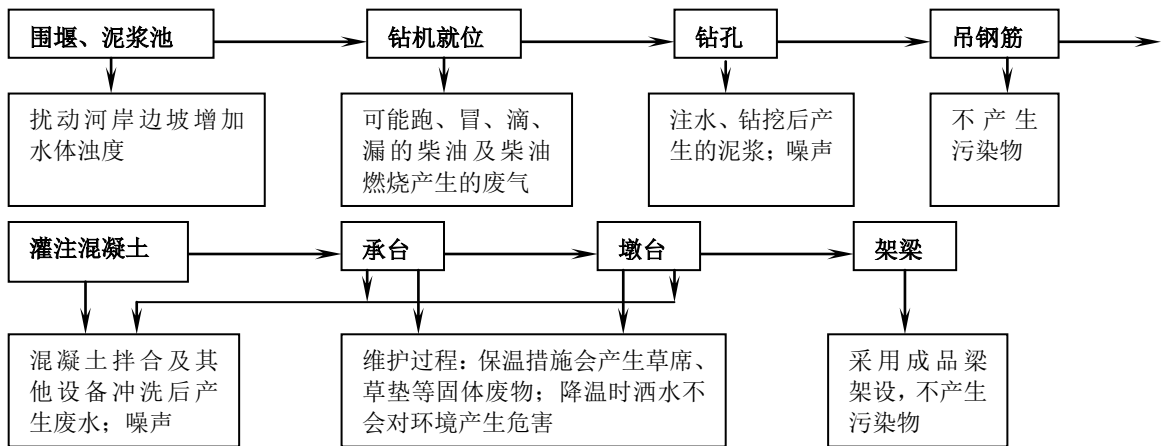 围堰、泥浆池
钻机就位
钻孔
吊钢筋
扰动河岸边坡增加
水体浊度
可能跑、冒、滴、
漏的柴油及柴油
燃烧产生的废气
注水、钻挖后产
生的泥浆；噪声
不产生
污染物
灌注混凝土
承台
墩台
架梁
混凝土拌合及其
他设备冲洗后产
生废水；噪声
维护过程：保温措施会产生草席、
草垫等固体废物；降温时洒水不
会对环境产生危害
采用成品梁
架设，不产生
污染物